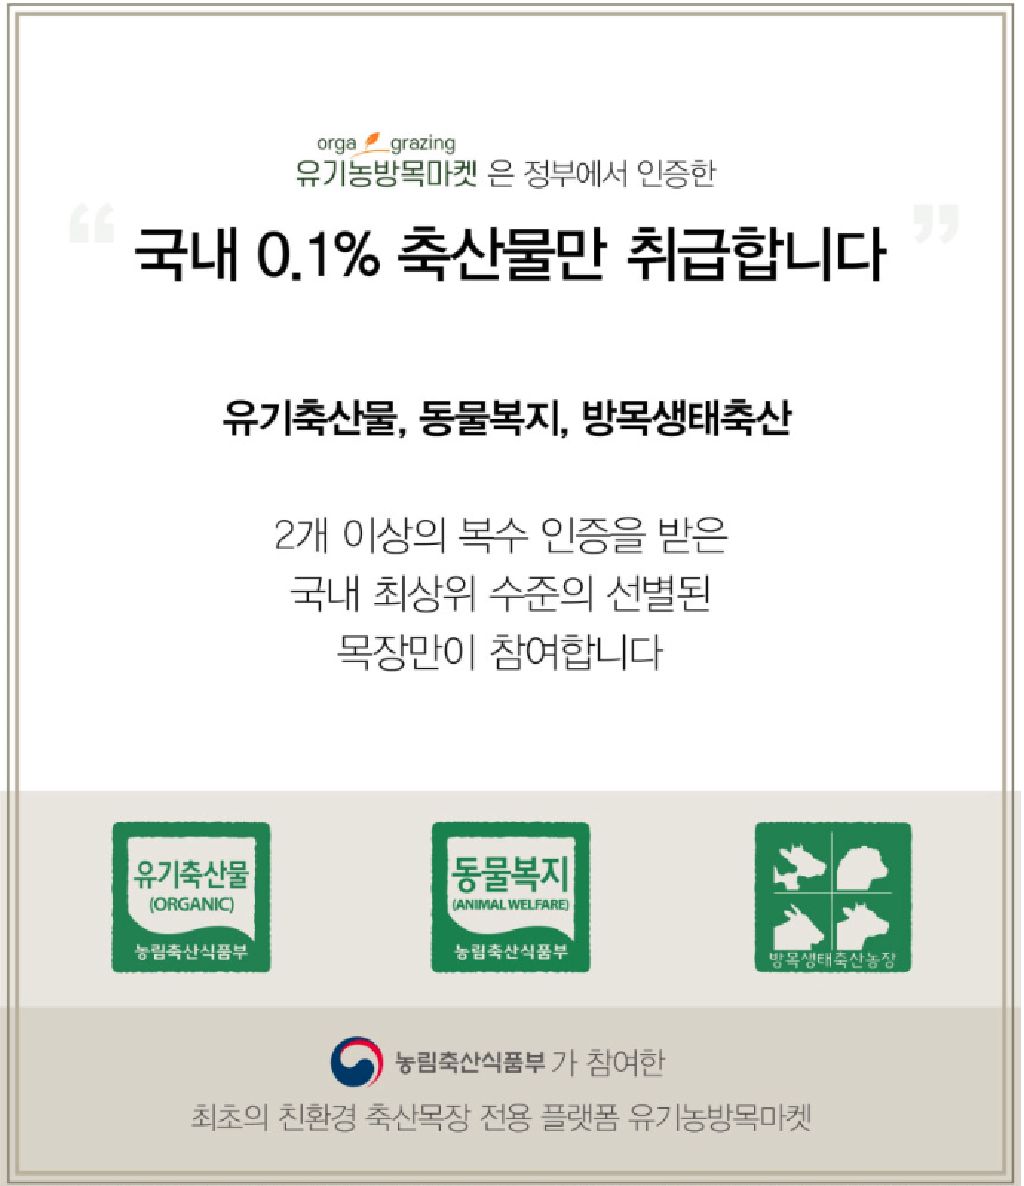 orga grazing
유기농방목마켓 은 정부에서 인증한
“국내 0.1% 축산물만 취급합니다”
유기축산물, 동물복지, 방목생태축산
2개 이상의 복수 인증을 받은
국내 최상위 수준의 선별된
목장만이 참여합니다
유기축산물
(ORGANIC)
농림축산식품부
동물복지
(ANIMAL WELFARE)
농림축산식품부
방목생태축산농장
농림축산식품부 가 참여한
최초의 친환경 축산목장 전용 플랫폼 유기농방목마켓